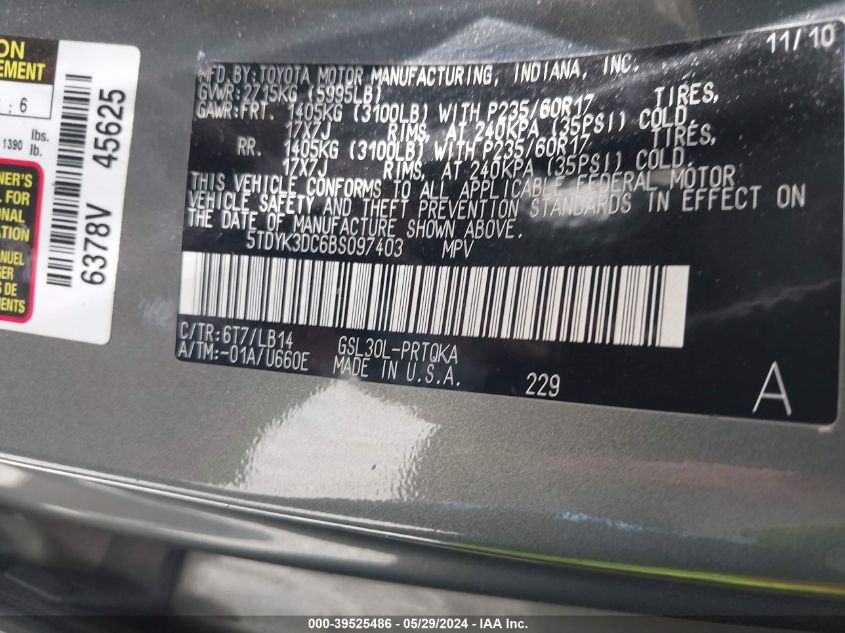 ON
EMENT
: 6
lbs.
1390 lb.
NER'S
L FOR
ONAL
ATION
ANUEL
GER
DE
MENTS
6378V 45625
11/10
MFD.BY:TOYOTA MOTOR MANUFACTURING, INDIANA, INC.
GVWR:2715KG (5995LB)
GAWR:FRT. 1405KG (3100LB) WITH P235/60R17 TIRES,
17X7J RIMS, AT 240KPA (35PSI) COLD.
RR. 1405KG (3100LB) WITH P235/60R17 TIRES,
17X7J RIMS, AT 240KPA (35PSI) COLD.
THIS VEHICLE CONFORMS TO ALL APPLICABLE FEDERAL MOTOR
VEHICLE SAFETY AND THEFT PREVENTION STANDARDS IN EFFECT ON
THE DATE OF MANUFACTURE SHOWN ABOVE.
5TDYK3DC6BS097403 MPV
C/TR:6T7/LB14 GSL30L-PRTQKA
A/TM:-01A/U660E MADE IN U.S.A.
229
A
000-39525486 - 05/29/2024 - IAA Inc.